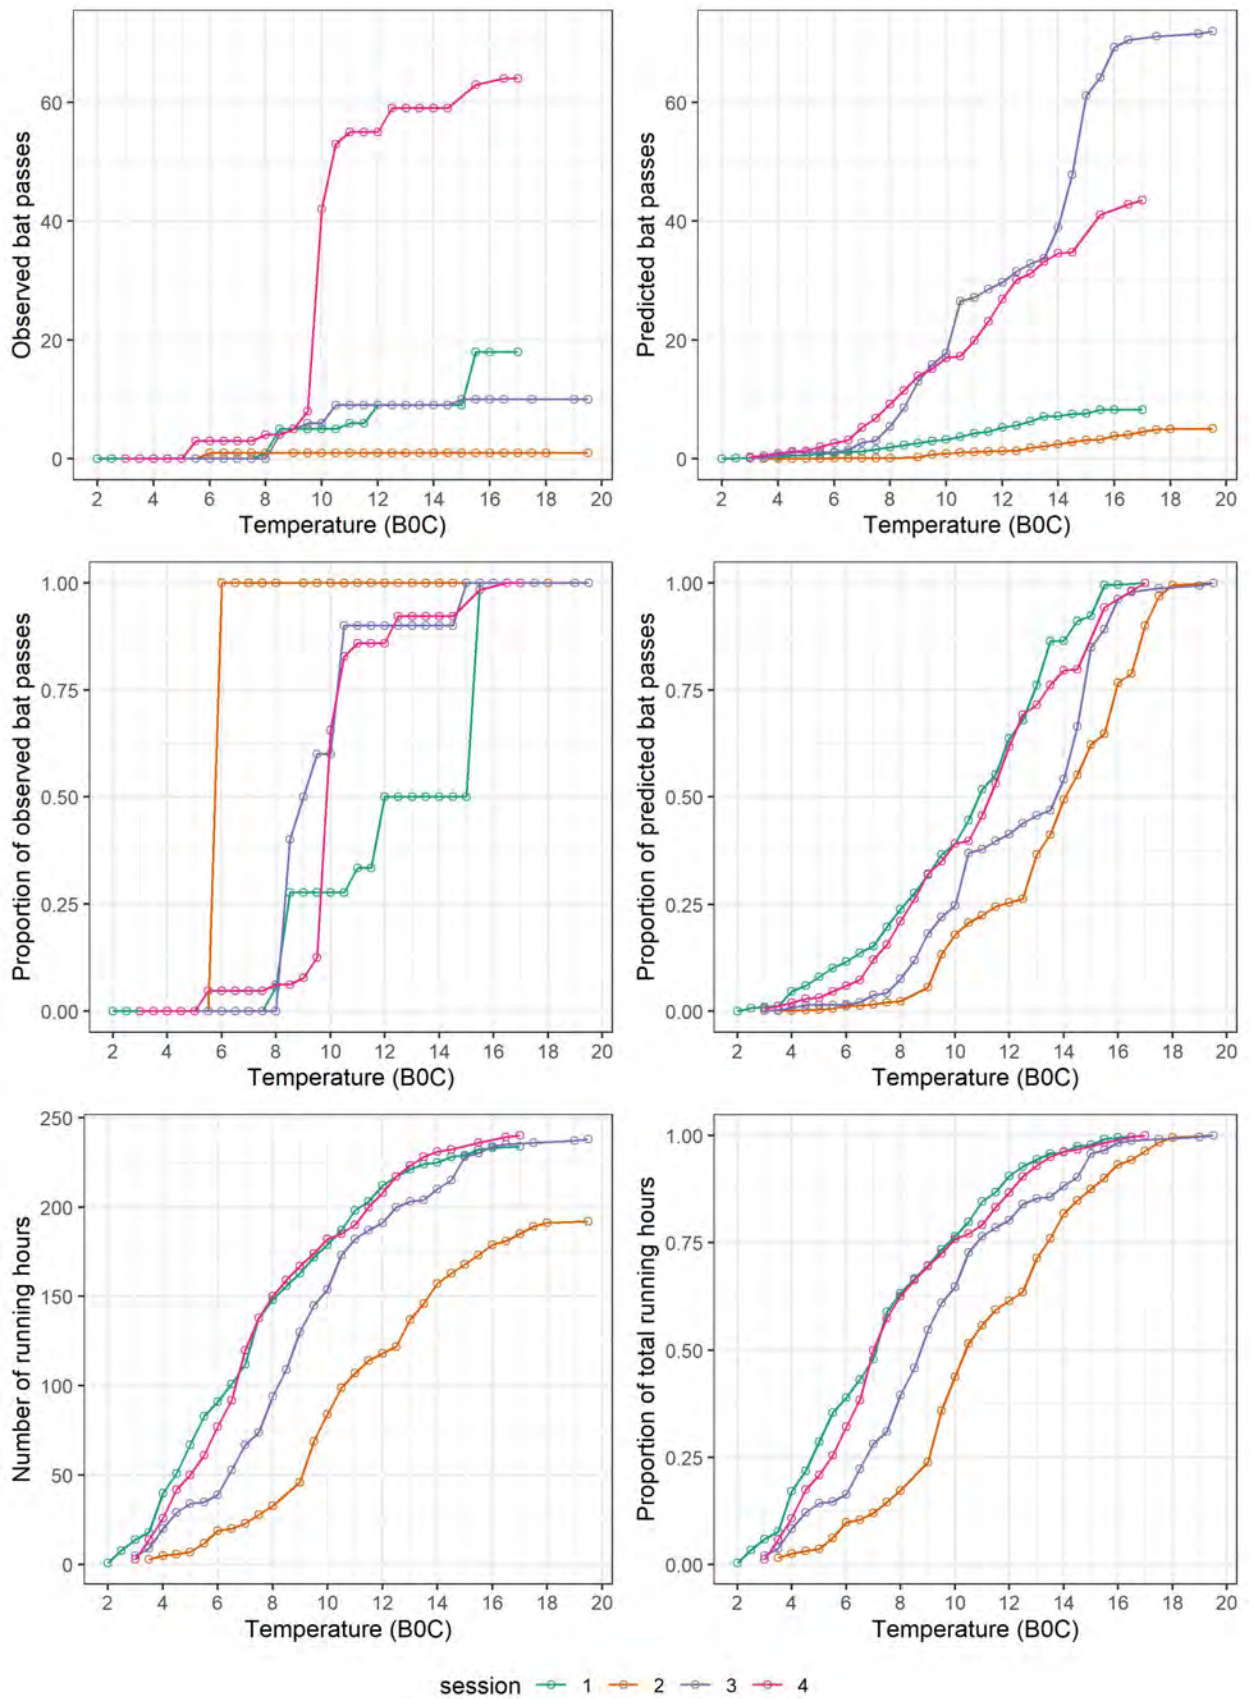 Observed bat passes
60
40
20
0
2 4 6 8 10 12 14 16 18 20
Temperature (B0C)
Predicted bat passes
60
40
20
0
2 4 6 8 10 12 14 16 18 20
Temperature (B0C)
Proportion of observed bat passes
1.00
0.75
0.50
0.25
0.00
2 4 6 8 10 12 14 16 18 20
Temperature (B0C)
Proportion of predicted bat passes
1.00
0.75
0.50
0.25
0.00
2 4 6 8 10 12 14 16 18 20
Temperature (B0C)
Number of running hours
250
200
150
100
50
0
2 4 6 8 10 12 14 16 18 20
Temperature (B0C)
Proportion of total running hours
1.00
0.75
0.50
0.25
0.00
2 4 6 8 10 12 14 16 18 20
Temperature (B0C)
session 1 2 3 4